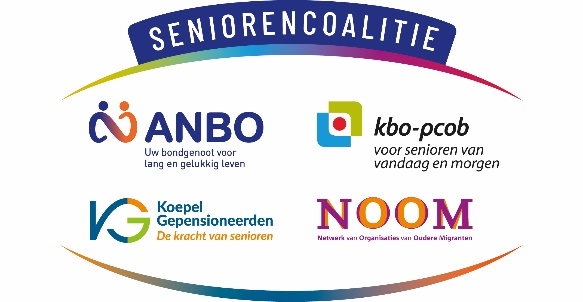 SENIORENCOALITIE
ANBO
Uw bondgenoot voor
lang en gelukkig leven
kbo-pcob
voor senioren van
vandaag en morgen
VG
Koepel
Gepensioneerden
De kracht van senioren
NOOM
Netwerk van Organisaties van Oudere Migranten